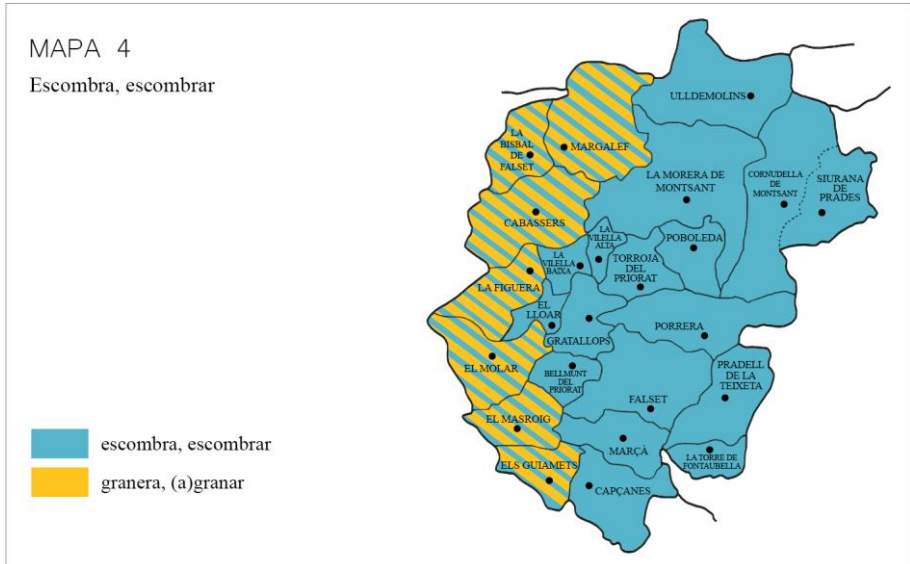 MAPA 4
Escombra, escombrar
ULLDEMOLINS
LA
BISBAL
DE
FALSET
MARGALEF
LA MORERA DE
MONTSANT
CORNUDELLA
DE
MONTSANT
SIURANA
DE
PRADES
CABASSERS
LA
VILELLA
ALTA
POBOLEDA
LA
VILELLA
BAIXA
TORROJA
DEL
PRIORAT
LA FIGUERA
EL
LLOAR
GRATALLOPS
PORRERA
EL MOLAR
BELLMUNT
DEL
PRIORAT
PRADELL
DE LA
TEIXETA
FALSET
EL MASROIG
MARÇÀ
LA TORRE DE
FONTAUBELLA
ELS GUIAMETS
CAPÇANES
escombra, escombrar
granera, (a)granar